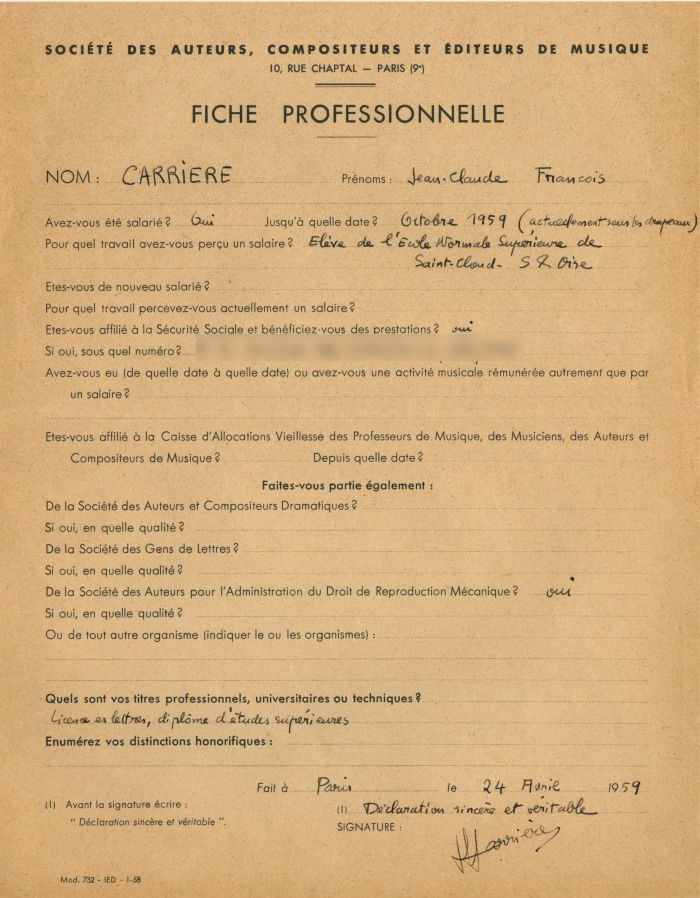 SOCIÉTÉ DES AUTEURS, COMPOSITEURS ET ÉDITEURS DE MUSIQUE
10, RUE CHAPTAL — PARIS (9ᵉ)
FICHE PROFESSIONNELLE
NOM : CARRIERE Prénoms : Jean-Claude Francois
Avez-vous été salarié ? Oui Jusqu'à quelle date ? Octobre 1959 (actuellement sous les drapeaux)
Pour quel travail avez-vous perçu un salaire ? Elève de l'Ecole Normale Supérieure de
Saint-Cloud - S & Oise
Etes-vous de nouveau salarié ?
Pour quel travail percevez-vous actuellement un salaire ?
Etes-vous affilié à la Sécurité Sociale et bénéficiez-vous des prestations ? oui
Si oui, sous quel numéro ?
Avez-vous eu (de quelle date à quelle date) ou avez-vous une activité musicale rémunérée autrement que par
un salaire ?
Etes-vous affilié à la Caisse d'Allocations Vieillesse des Professeurs de Musique, des Musiciens, des Auteurs et
Compositeurs de Musique ? Depuis quelle date ?
Faites-vous partie également :
De la Société des Auteurs et Compositeurs Dramatiques ?
Si oui, en quelle qualité ?
De la Société des Gens de Lettres ?
Si oui, en quelle qualité ?
De la Société des Auteurs pour l'Administration du Droit de Reproduction Mécanique ? oui
Si oui, en quelle qualité ?
Ou de tout autre organisme (indiquer le ou les organismes) :
Quels sont vos titres professionnels, universitaires ou techniques ?
Licence es lettres, diplôme d'études supérieures
Enumérez vos distinctions honorifiques :
Fait à Paris le 24 Avril 1959
(1) Avant la signature écrire : (1) Déclaration sincère et véritable
" Déclaration sincère et véritable ". SIGNATURE :
Carrière
Mod. 732 - IED - 1-58